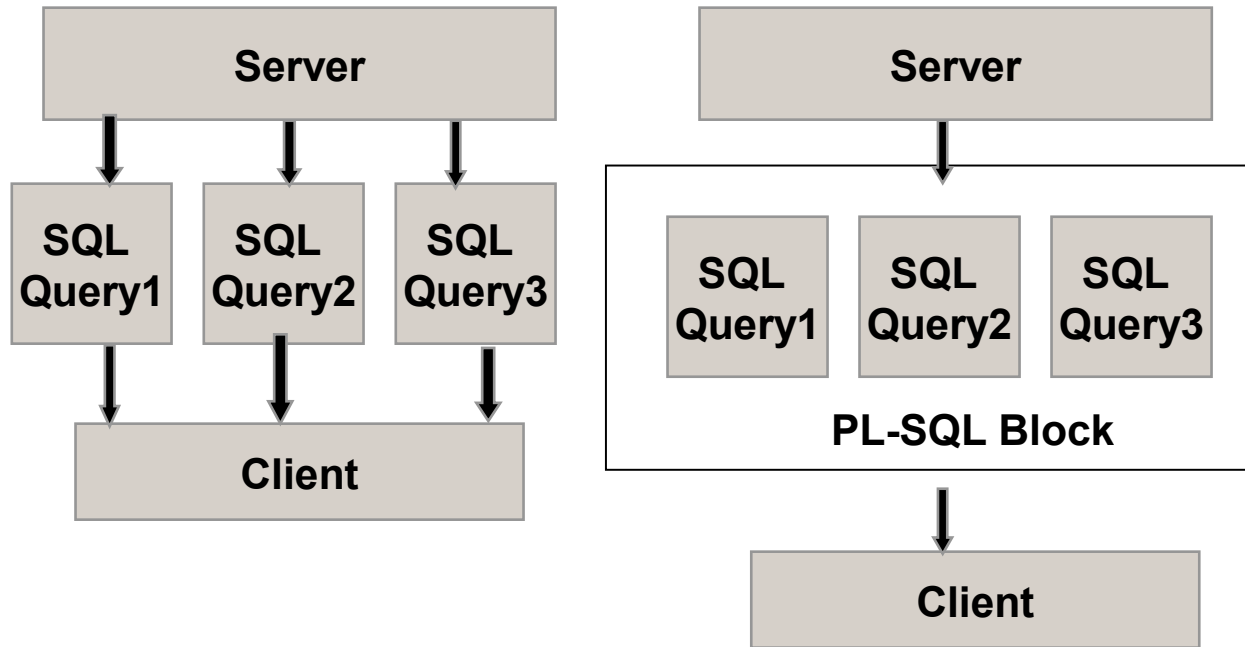 Server
SQL
Query1
SQL
Query2
SQL
Query3
Client
Server
SQL
Query1
SQL
Query2
SQL
Query3
PL-SQL Block
Client